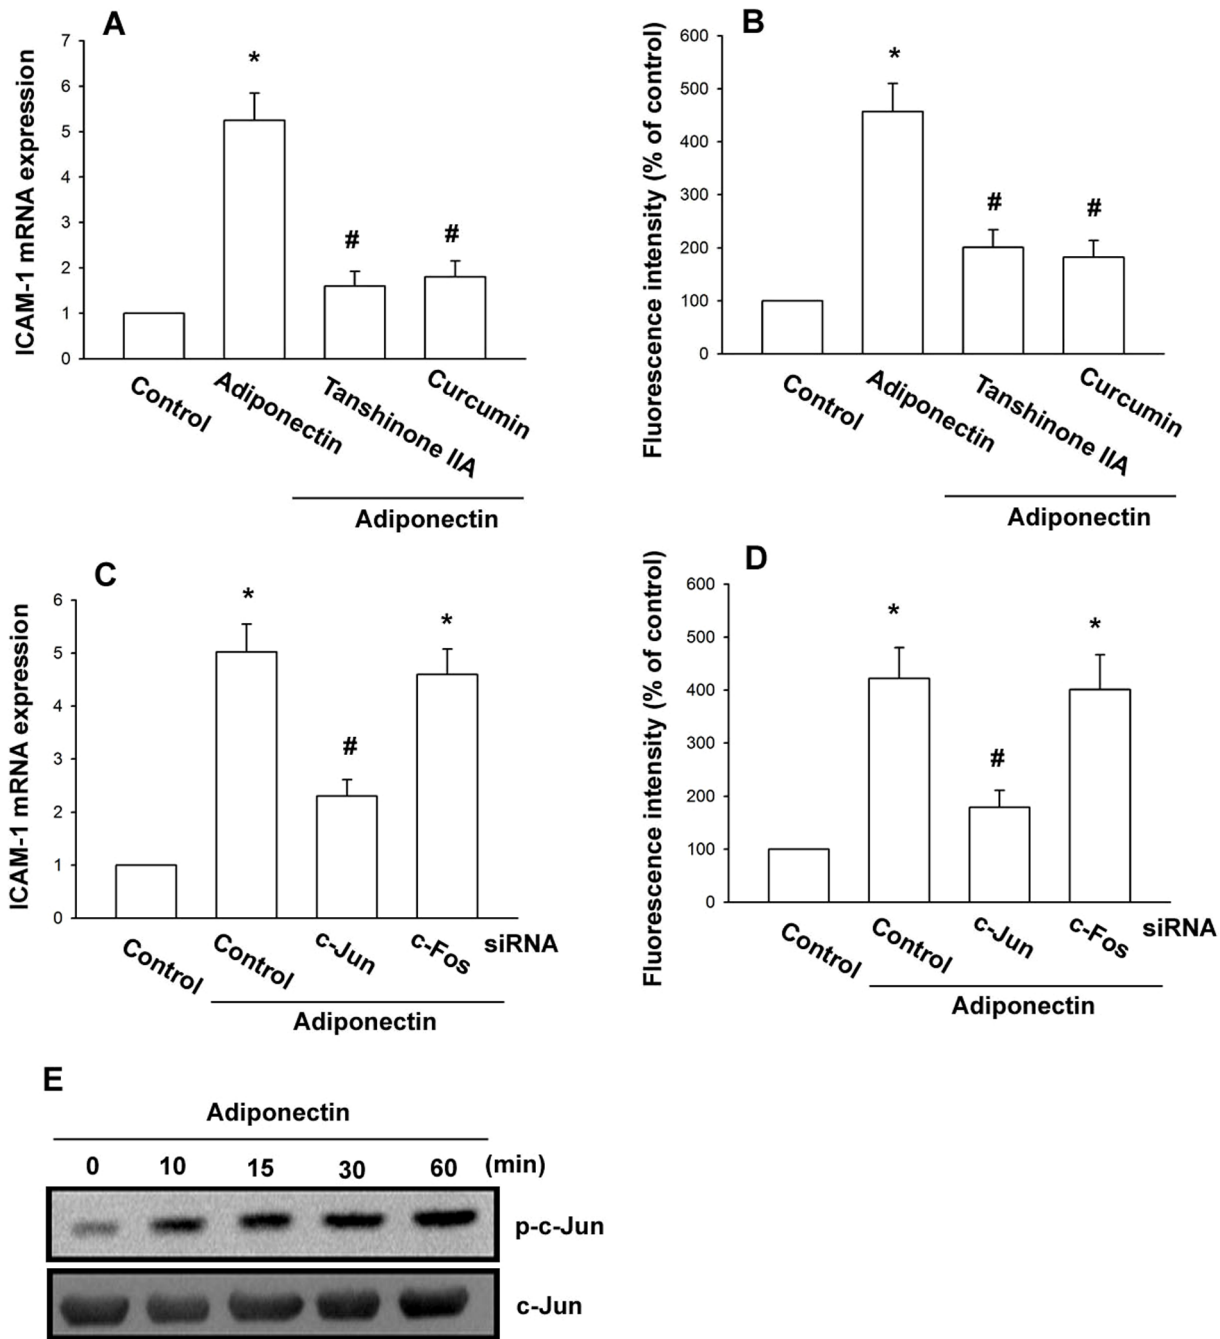 A
ICAM-1 mRNA expression
7
6
5
4
3
2
1
0
*
#
#
Control
Adiponectin
Tanshinone IIA
Curcumin
Adiponectin
B
Fluorescence intensity (% of control)
600
500
400
300
200
100
0
*
#
#
Control
Adiponectin
Tanshinone IIA
Curcumin
Adiponectin
C
ICAM-1 mRNA expression
6
5
4
3
2
1
0
*
#
*
Control
Control
c-Jun
c-Fos
siRNA
Adiponectin
D
Fluorescence intensity (% of control)
600
500
400
300
200
100
0
*
#
*
Control
Control
c-Jun
c-Fos
siRNA
Adiponectin
E
Adiponectin
0 10 15 30 60 (min)
p-c-Jun
c-Jun